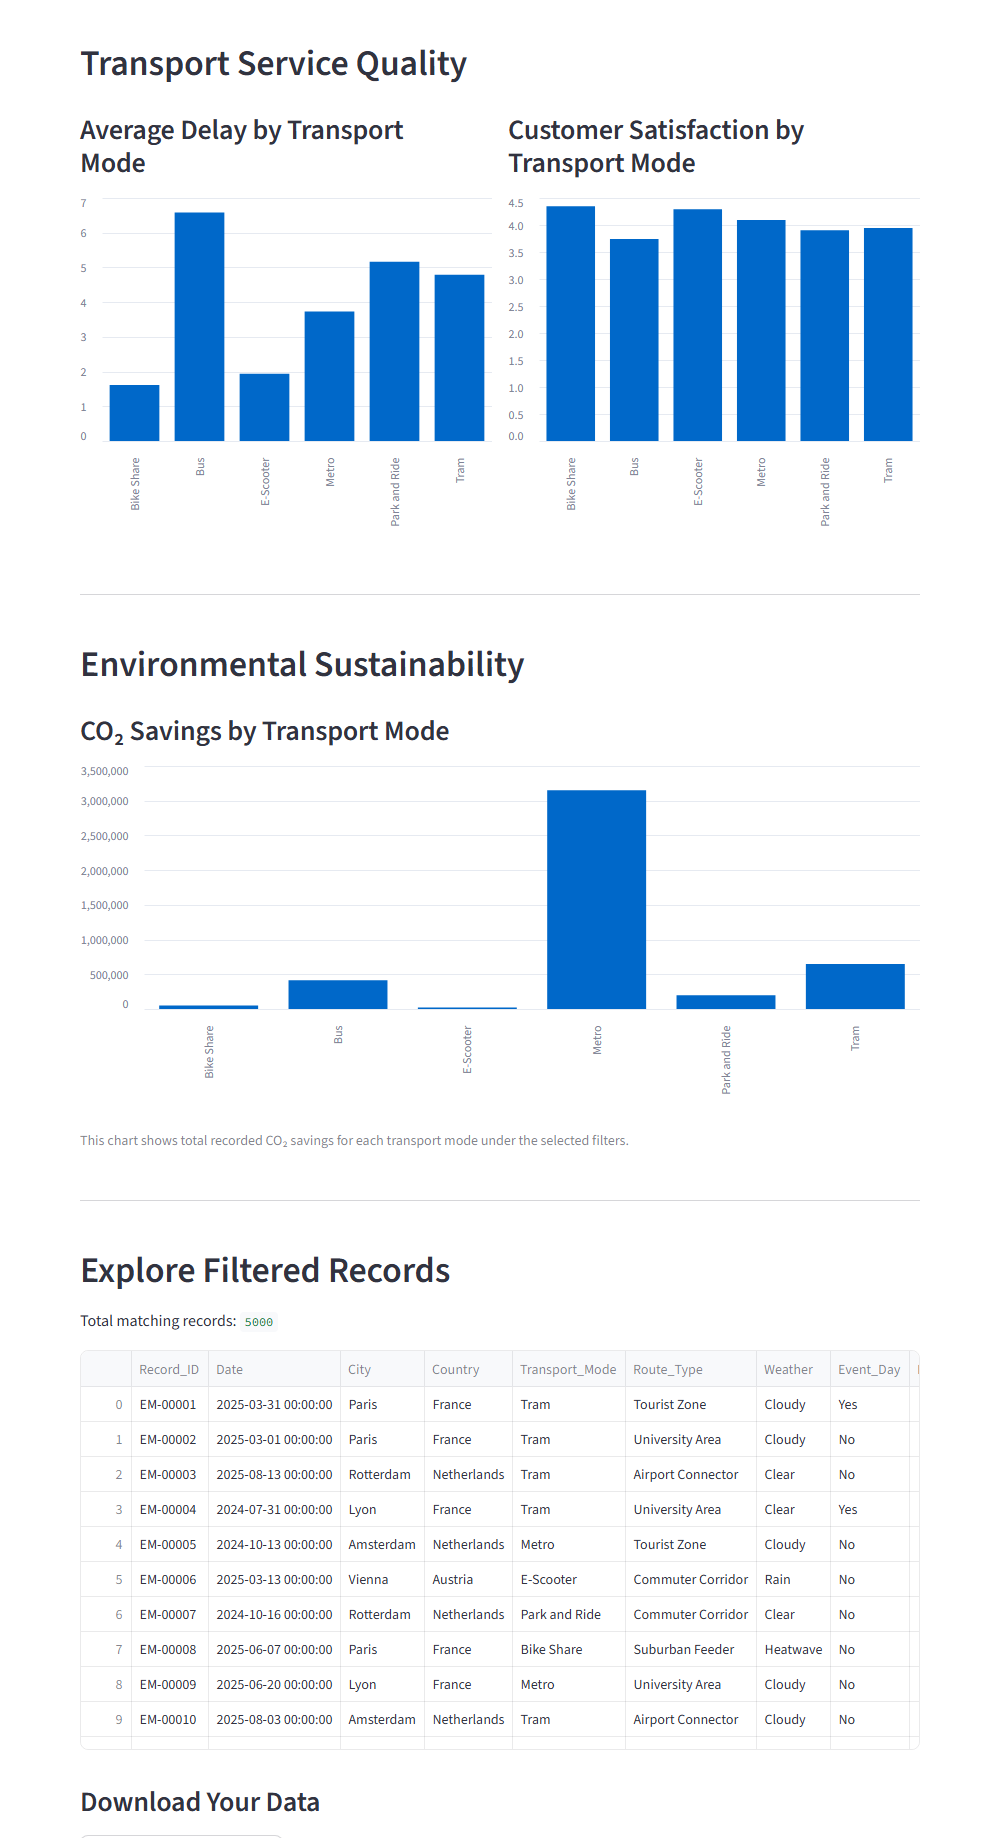 Transport Service Quality
Average Delay by Transport
Mode
7
6
5
4
3
2
1
0
Bike Share
Bus
E-Scooter
Metro
Park and Ride
Tram
Customer Satisfaction by
Transport Mode
4.5
4.0
3.5
3.0
2.5
2.0
1.5
1.0
0.5
0.0
Bike Share
Bus
E-Scooter
Metro
Park and Ride
Tram
Environmental Sustainability
CO₂ Savings by Transport Mode
3,500,000
3,000,000
2,500,000
2,000,000
1,500,000
1,000,000
500,000
0
Bike Share
Bus
E-Scooter
Metro
Park and Ride
Tram
This chart shows total recorded CO₂ savings for each transport mode under the selected filters.
Explore Filtered Records
Total matching records: 5000
Record_ID Date City Country Transport_Mode Route_Type Weather Event_Day
0 EM-00001 2025-03-31 00:00:00 Paris France Tram Tourist Zone Cloudy Yes
1 EM-00002 2025-03-01 00:00:00 Paris France Tram University Area Cloudy No
2 EM-00003 2025-08-13 00:00:00 Rotterdam Netherlands Tram Airport Connector Clear No
3 EM-00004 2024-07-31 00:00:00 Lyon France Tram University Area Clear Yes
4 EM-00005 2024-10-13 00:00:00 Amsterdam Netherlands Metro Tourist Zone Cloudy No
5 EM-00006 2025-03-13 00:00:00 Vienna Austria E-Scooter Commuter Corridor Rain No
6 EM-00007 2024-10-16 00:00:00 Rotterdam Netherlands Park and Ride Commuter Corridor Clear No
7 EM-00008 2025-06-07 00:00:00 Paris France Bike Share Suburban Feeder Heatwave No
8 EM-00009 2025-06-20 00:00:00 Lyon France Metro University Area Cloudy No
9 EM-00010 2025-08-03 00:00:00 Amsterdam Netherlands Tram Airport Connector Cloudy No
Download Your Data